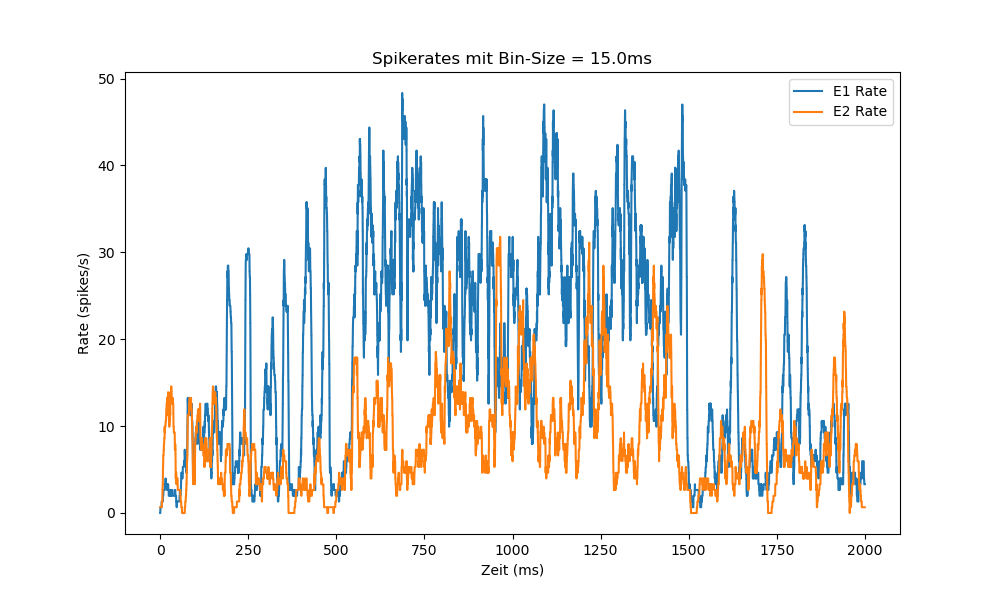 Spikerates mit Bin-Size = 15.0ms
E1 Rate
E2 Rate
50
40
30
20
10
0
Rate (spikes/s)
0 250 500 750 1000 1250 1500 1750 2000
Zeit (ms)